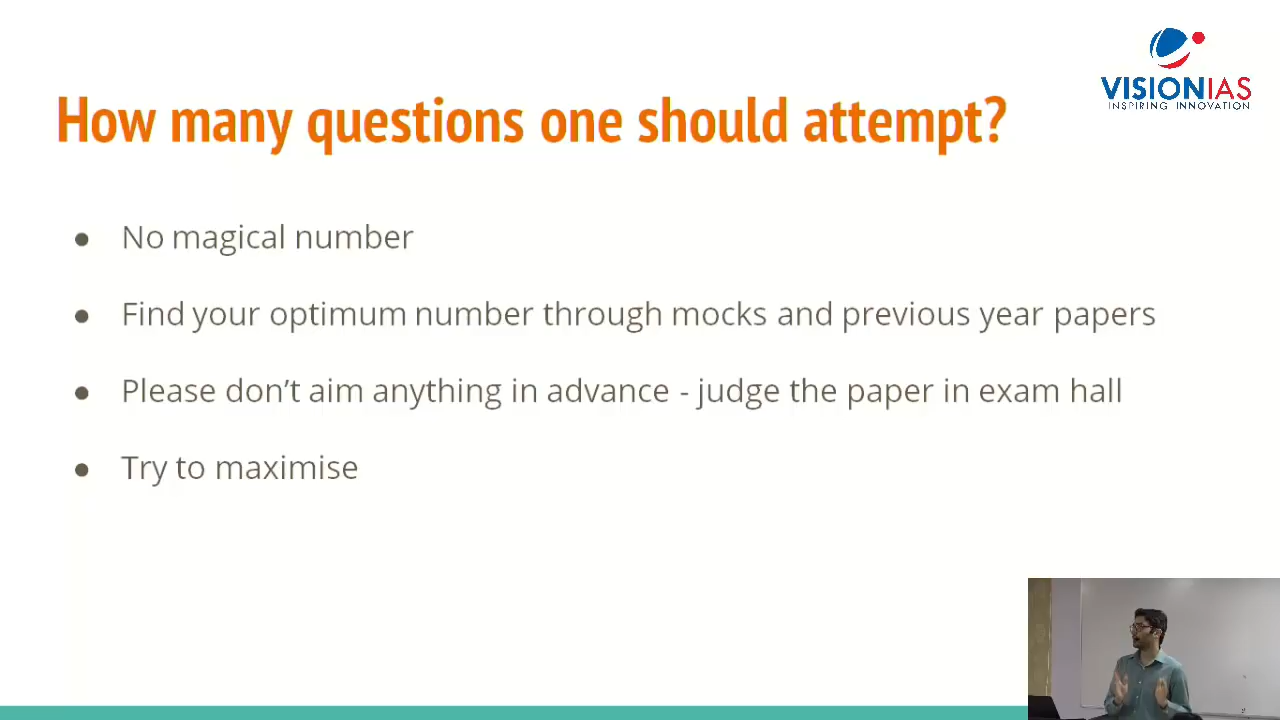 VISIONIAS
INSPIRING INNOVATION
How many questions one should attempt?
● No magical number
● Find your optimum number through mocks and previous year papers
● Please don’t aim anything in advance - judge the paper in exam hall
● Try to maximise